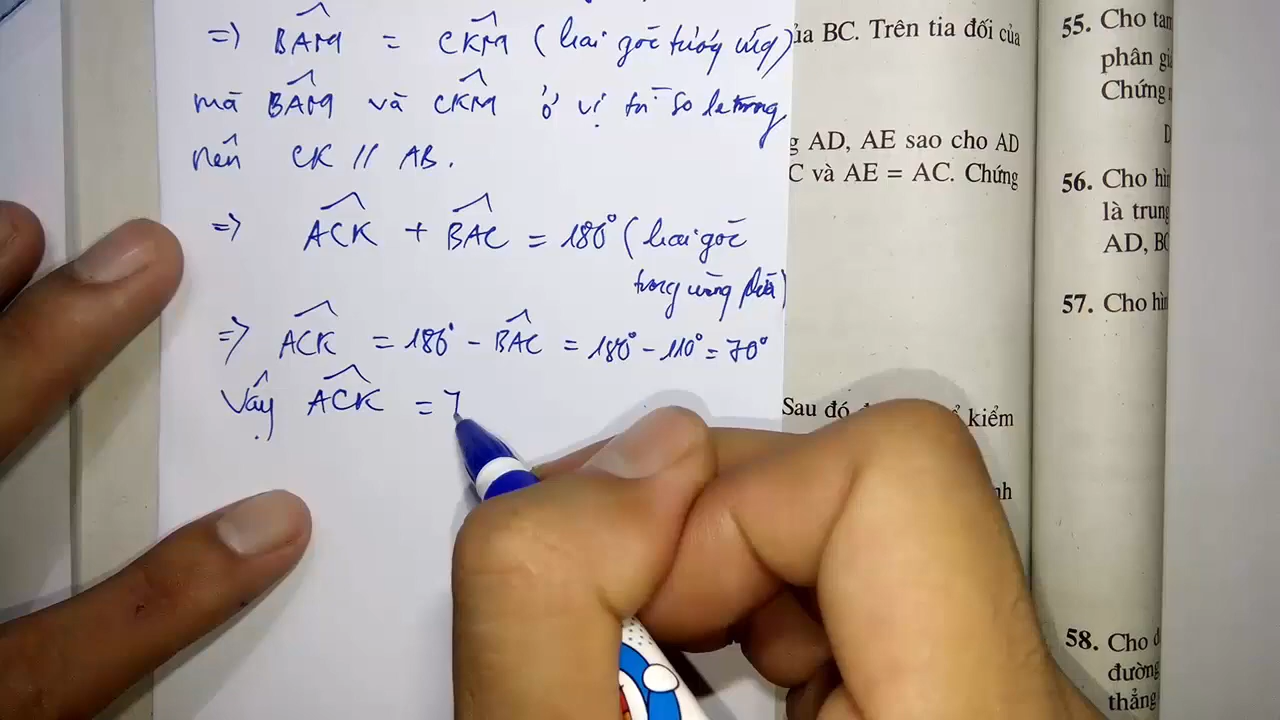 => BAM = CKM (hai góc tương ứng)
mà BAM và CKM ở vị trí so le trong
nên CK // AB.
=> ACK + BAC = 180° (hai góc
trong cùng phía)
=> ACK = 180° - BAC = 180° - 110° = 70°
Vậy ACK = 7
ủa BC. Trên tia đối của
g AD, AE sao cho AD
C và AE = AC. Chứng
Sau đó
kiểm
nh
55. Cho tam
phân gi
Chứng
D
56. Cho hìn
là trung
AD, BC
57. Cho hìn
58. Cho đ
đường
thẳng